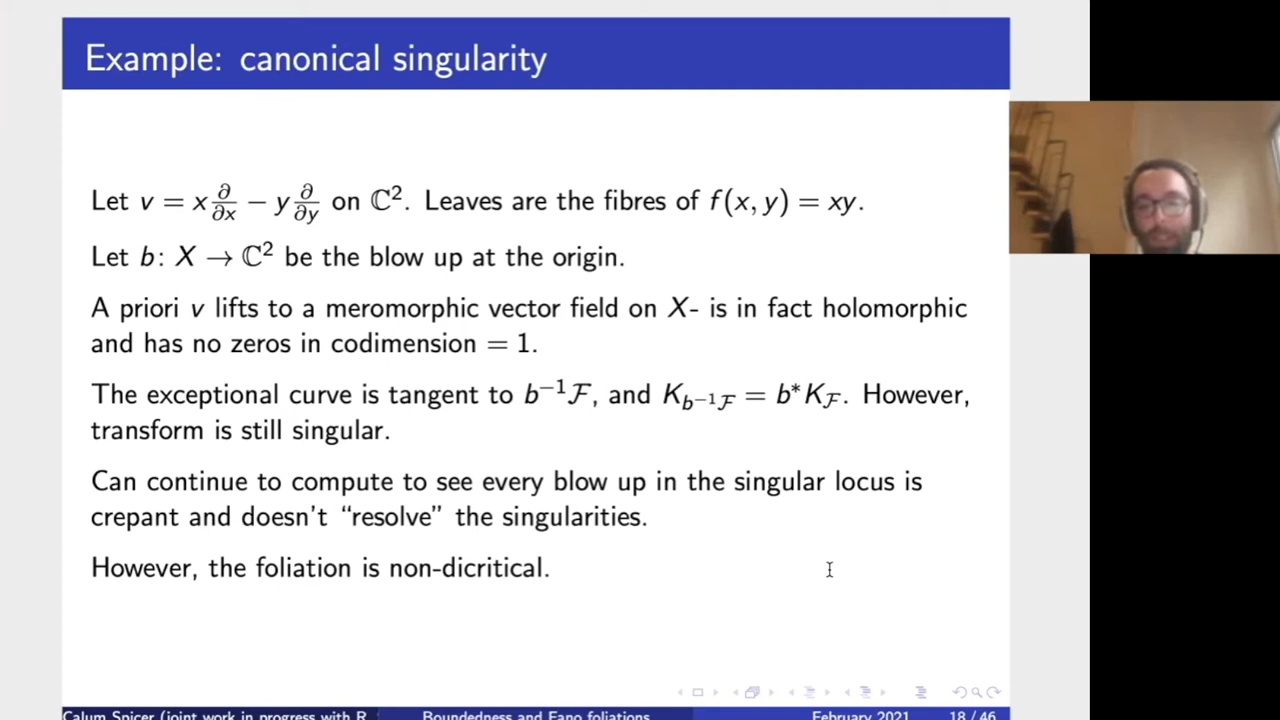 Example: canonical singularity
Let v = x ∂/∂x − y ∂/∂y on ℂ². Leaves are the fibres of f(x, y) = xy.
Let b: X → ℂ² be the blow up at the origin.
A priori v lifts to a meromorphic vector field on X- is in fact holomorphic
and has no zeros in codimension = 1.
The exceptional curve is tangent to b⁻¹ℱ, and K_{b⁻¹ℱ} = b*K_ℱ. However,
transform is still singular.
Can continue to compute to see every blow up in the singular locus is
crepant and doesn't “resolve” the singularities.
However, the foliation is non-dicritical.
Calum Spicer (joint work in progress with R.
Boundedness and Fano foliations
February 2021
18 / 46